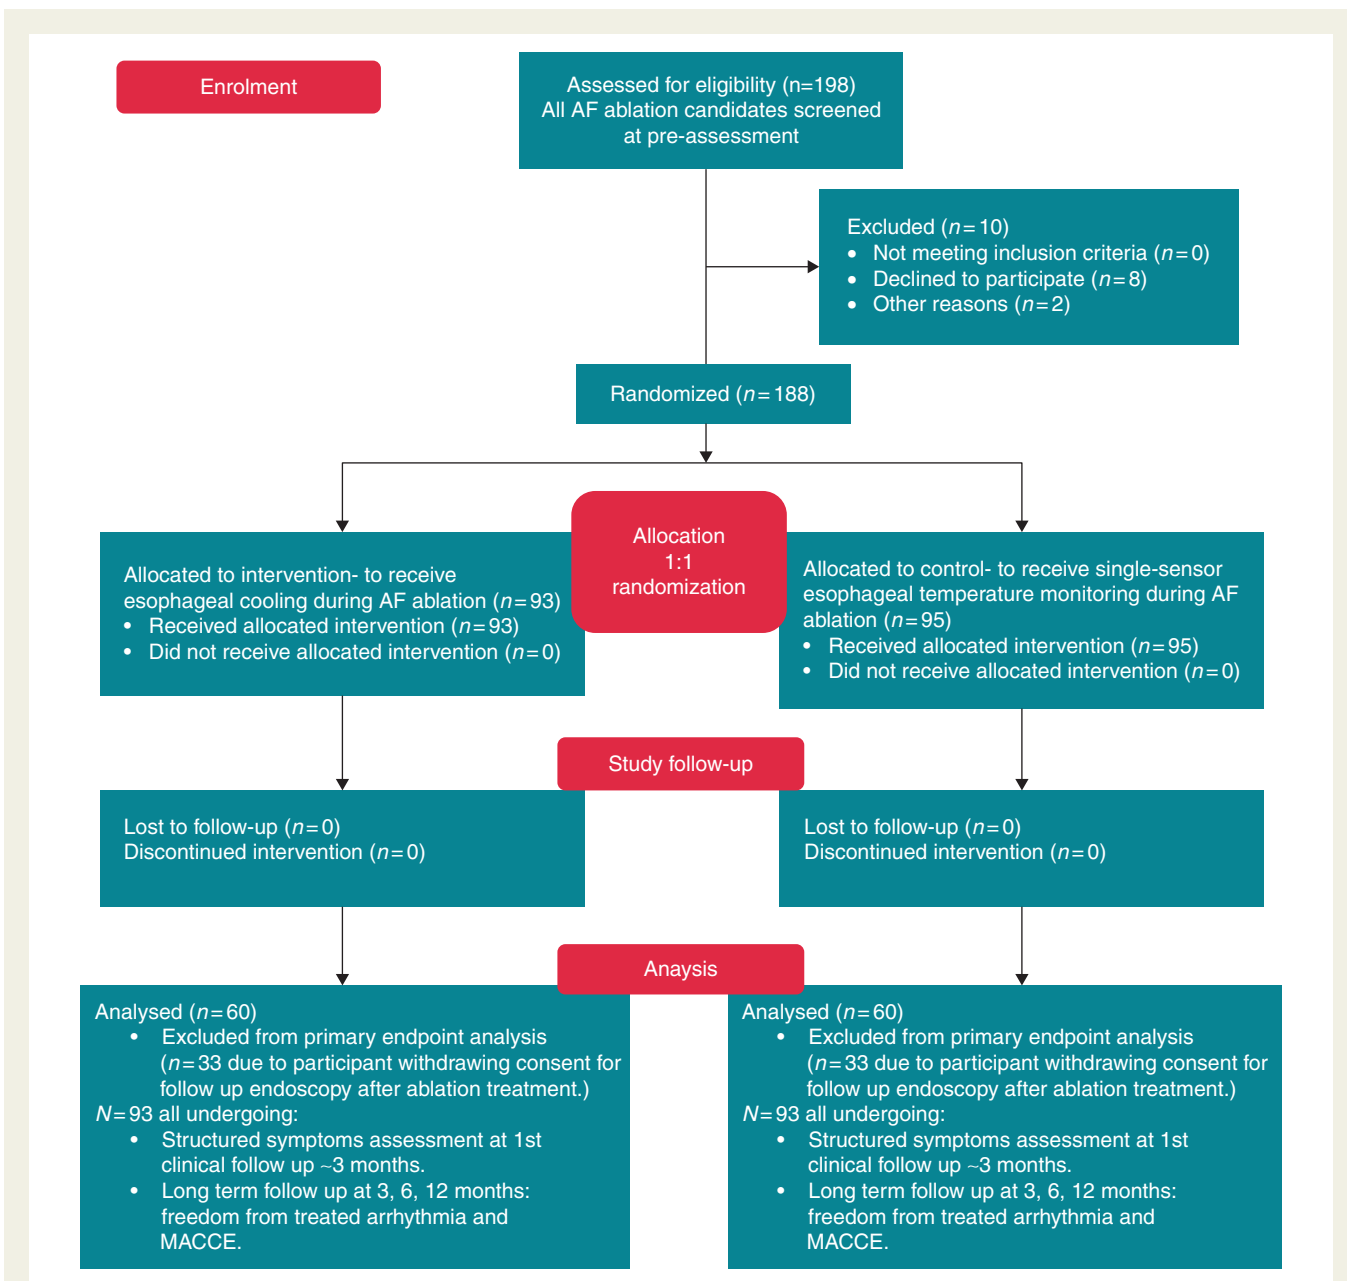 Enrolment
Assessed for eligibility (n=198)
All AF ablation candidates screened
at pre-assessment
Excluded (n=10)
• Not meeting inclusion criteria (n=0)
• Declined to participate (n=8)
• Other reasons (n=2)
Randomized (n=188)
Allocation
1:1
randomization
Allocated to intervention- to receive
esophageal cooling during AF ablation (n=93)
• Received allocated intervention (n=93)
• Did not receive allocated intervention (n=0)
Allocated to control- to receive single-sensor
esophageal temperature monitoring during AF
ablation (n=95)
• Received allocated intervention (n=95)
• Did not receive allocated intervention (n=0)
Study follow-up
Lost to follow-up (n=0)
Discontinued intervention (n=0)
Lost to follow-up (n=0)
Discontinued intervention (n=0)
Anaysis
Analysed (n=60)
• Excluded from primary endpoint analysis
(n=33 due to participant withdrawing consent for
follow up endoscopy after ablation treatment.)
N=93 all undergoing:
• Structured symptoms assessment at 1st
clinical follow up ~3 months.
• Long term follow up at 3, 6, 12 months:
freedom from treated arrhythmia and
MACCE.
Analysed (n=60)
• Excluded from primary endpoint analysis
(n=33 due to participant withdrawing consent for
follow up endoscopy after ablation treatment.)
N=93 all undergoing:
• Structured symptoms assessment at 1st
clinical follow up ~3 months.
• Long term follow up at 3, 6, 12 months:
freedom from treated arrhythmia and
MACCE.